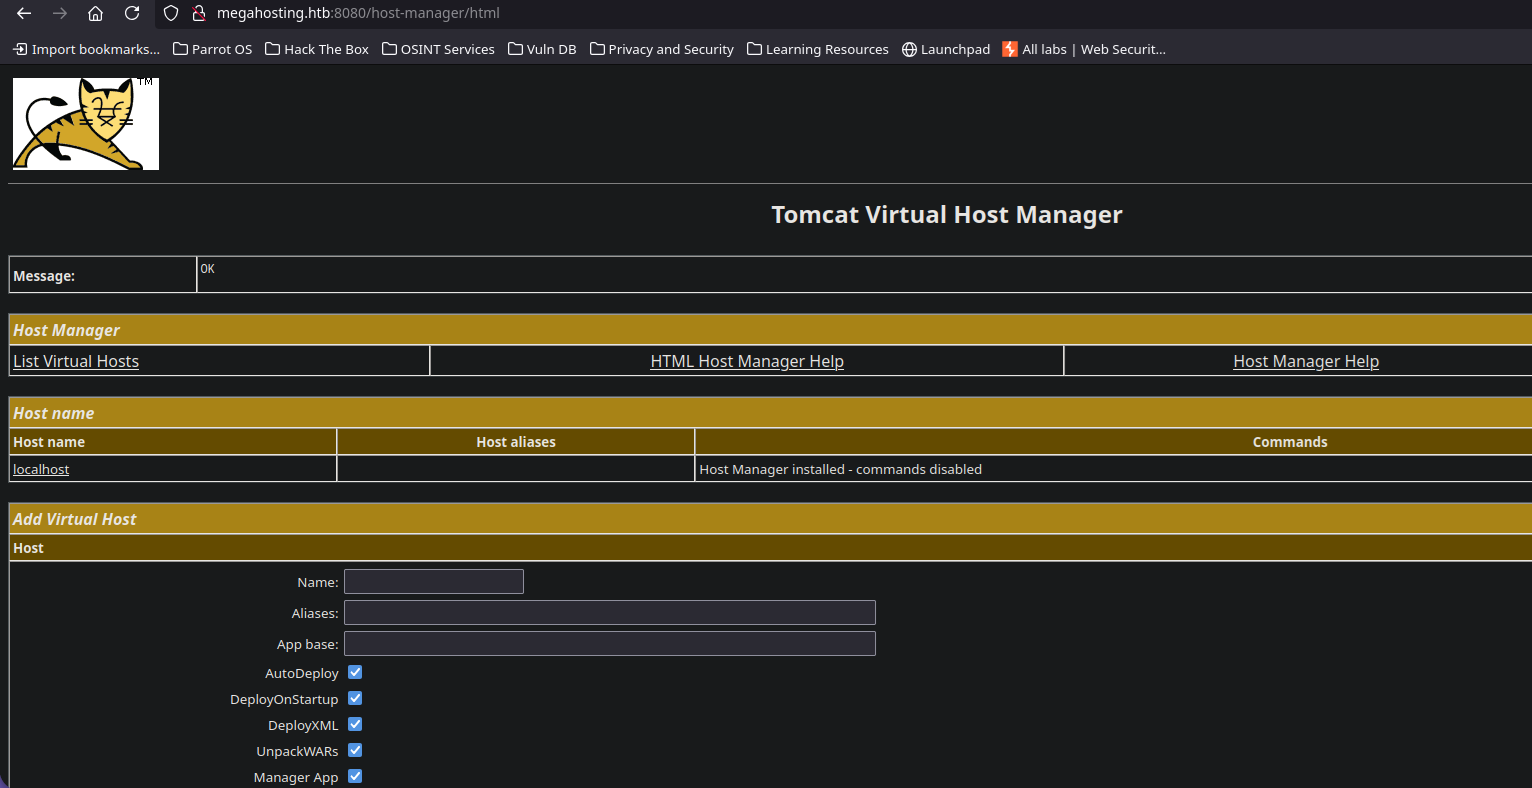 megahosting.htb:8080/host-manager/html
Import bookmarks... Parrot OS Hack The Box OSINT Services Vuln DB Privacy and Security Learning Resources Launchpad All labs | Web Securit...
TM
Tomcat Virtual Host Manager
Message: OK
Host Manager
List Virtual Hosts HTML Host Manager Help Host Manager Help
Host name
Host name Host aliases Commands
localhost Host Manager installed - commands disabled
Add Virtual Host
Host
Name:
Aliases:
App base:
AutoDeploy
DeployOnStartup
DeployXML
UnpackWARs
Manager App